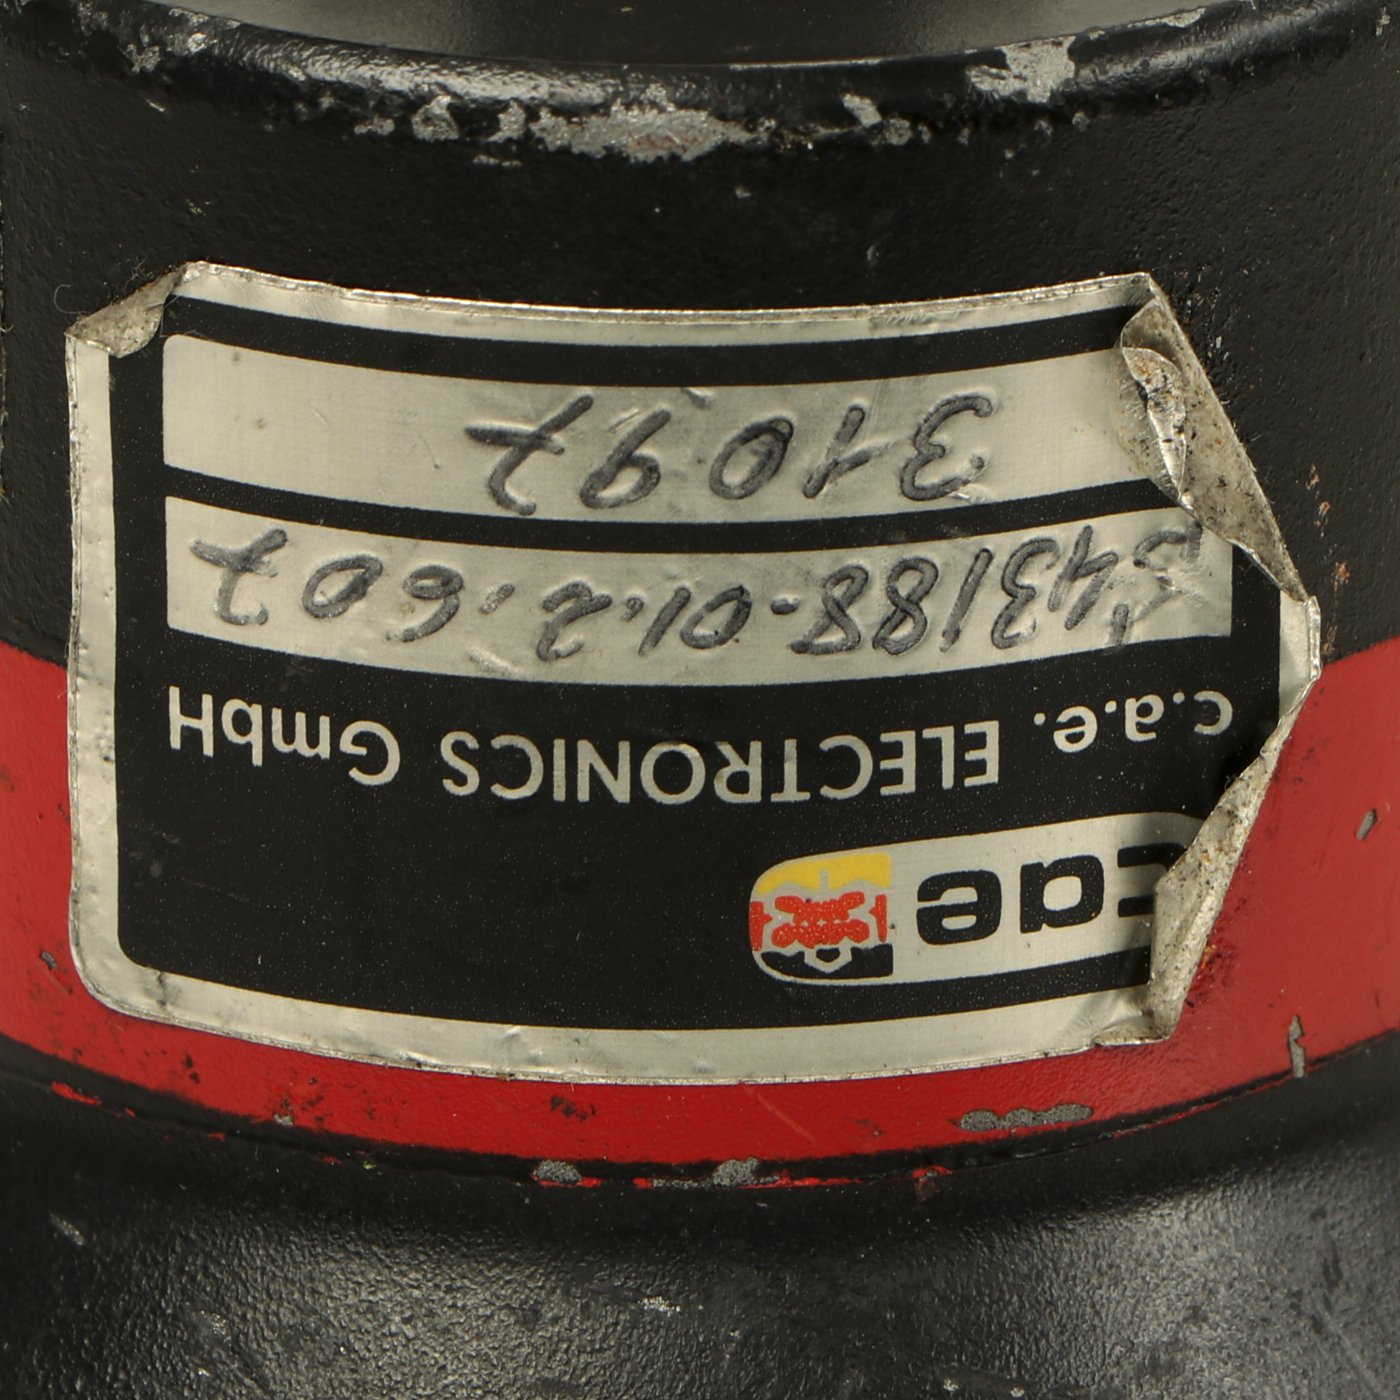 cae
c.a.e. ELECTRONICS GmbH
543188-01.2.607
31097